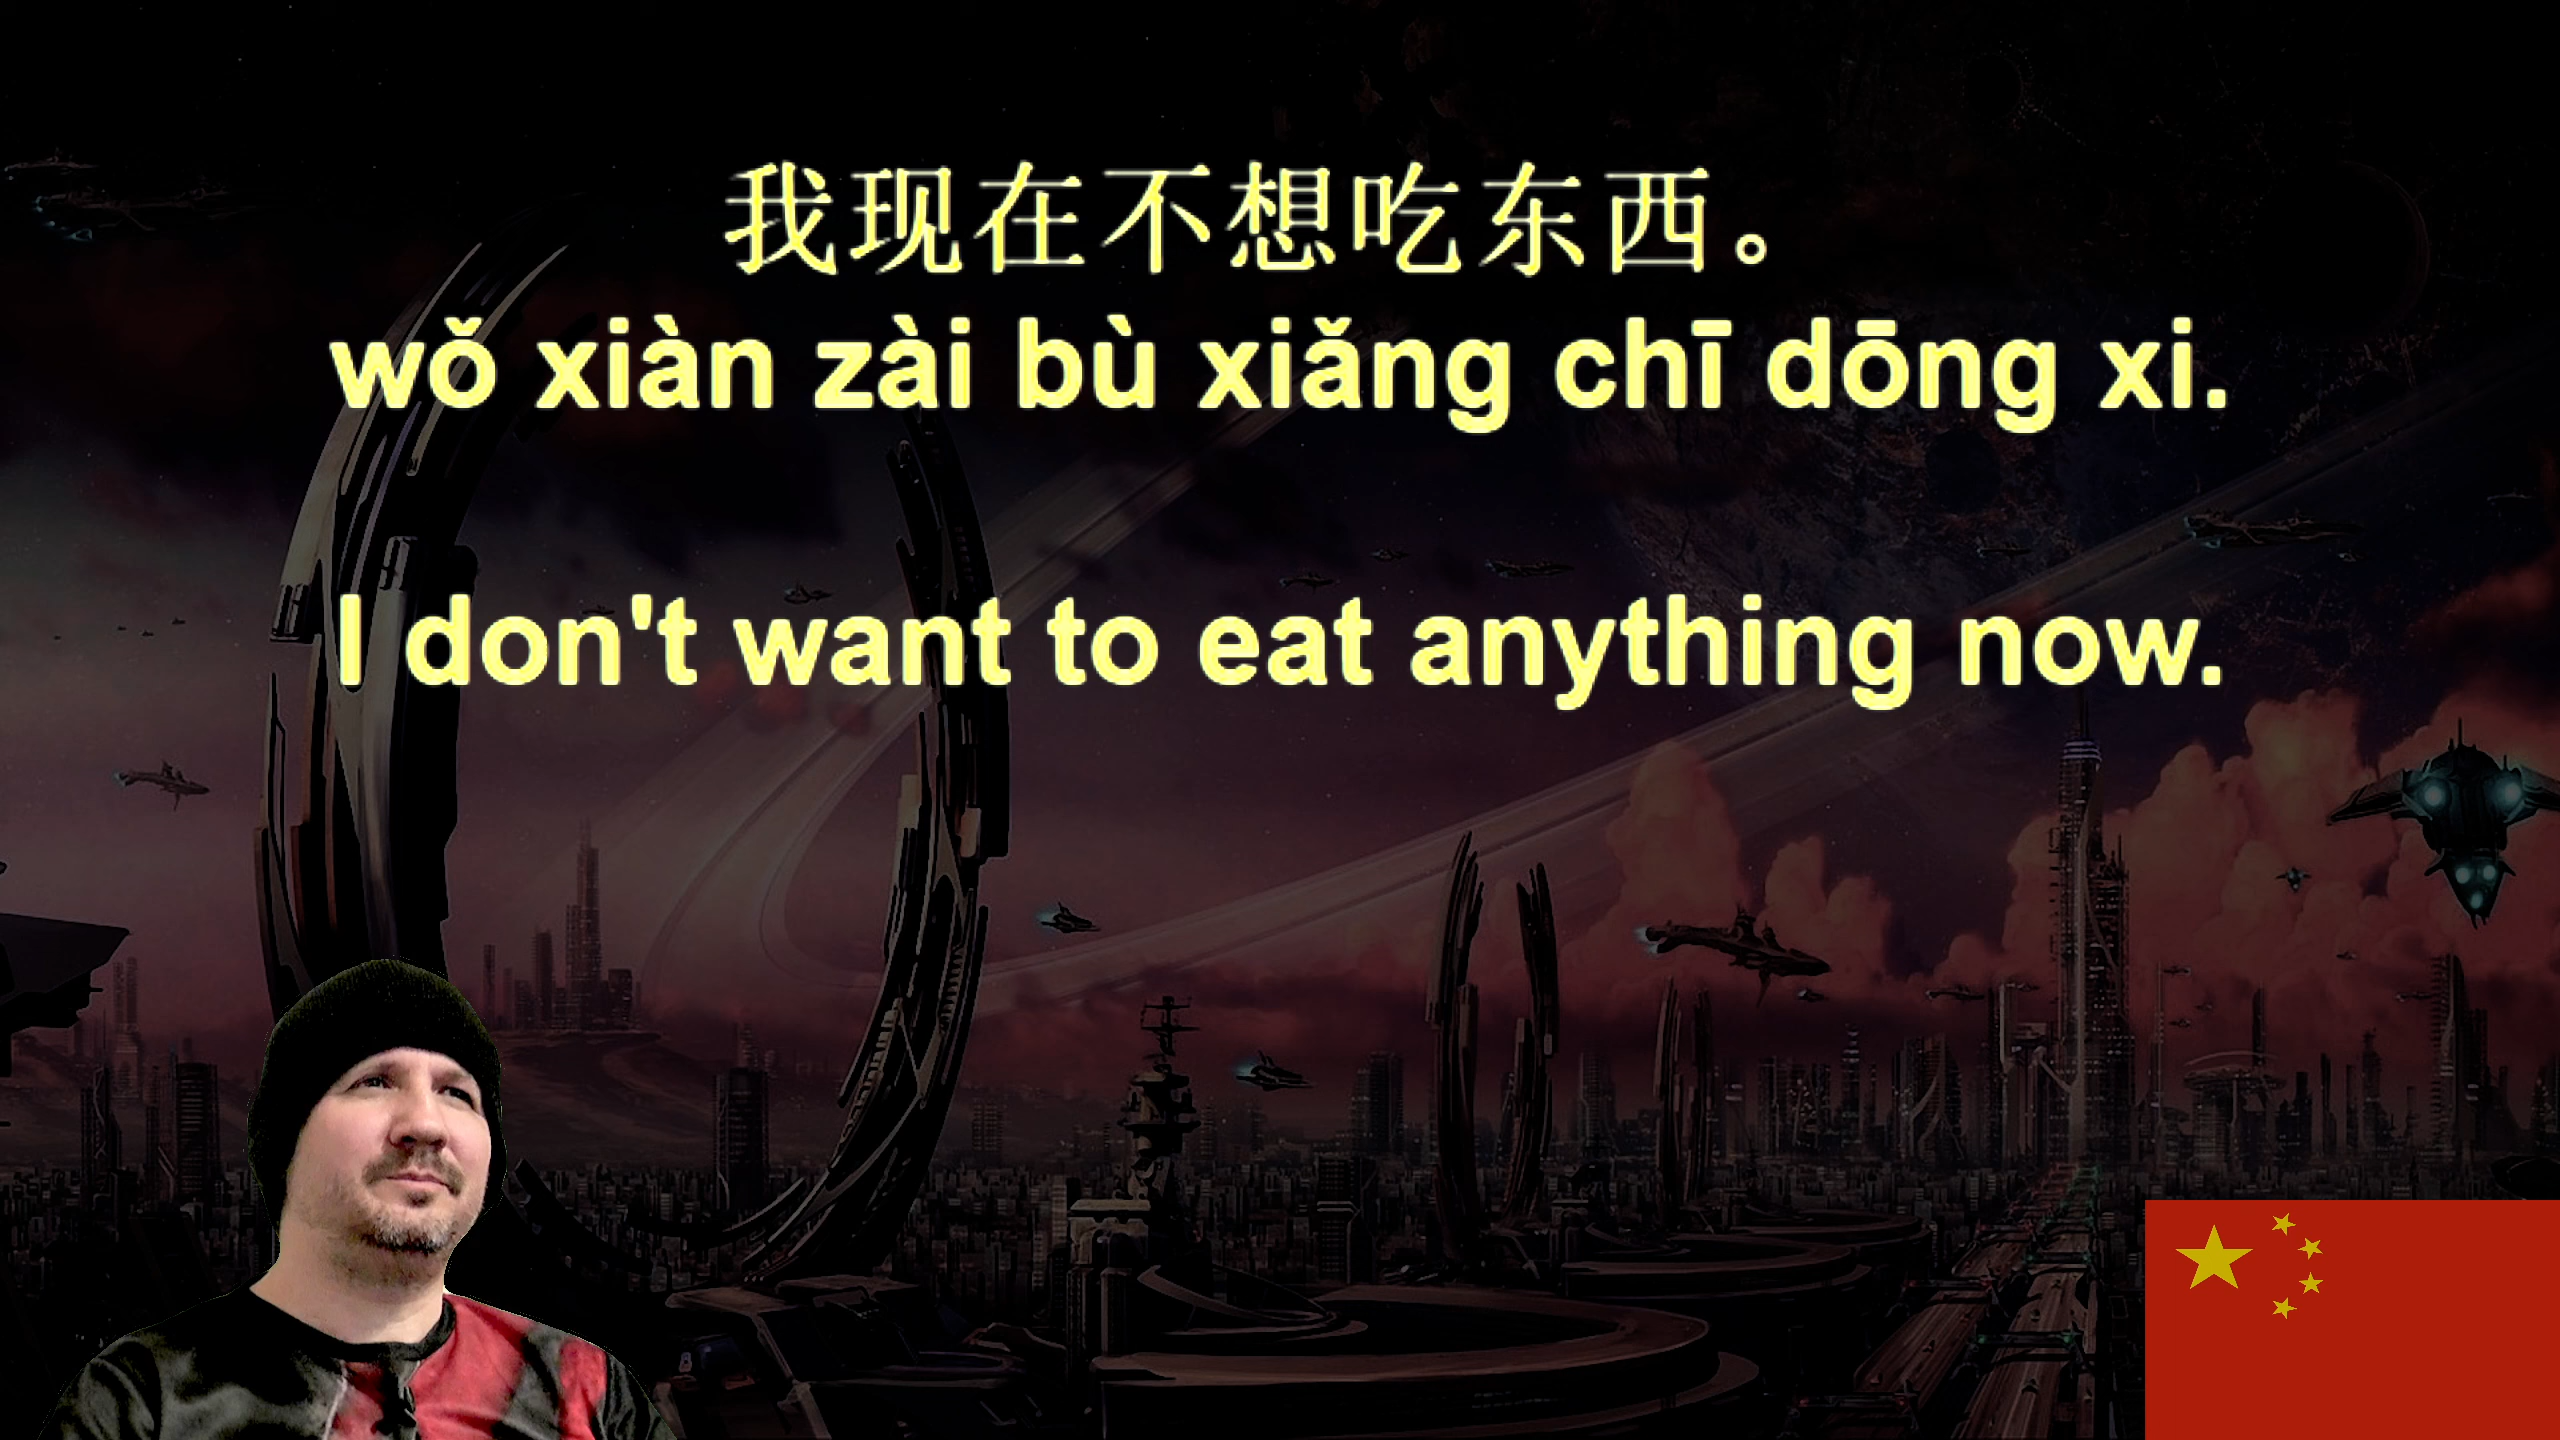 我现在不想吃东西。
wǒ xiàn zài bù xiǎng chī dōng xi.
I don't want to eat anything now.